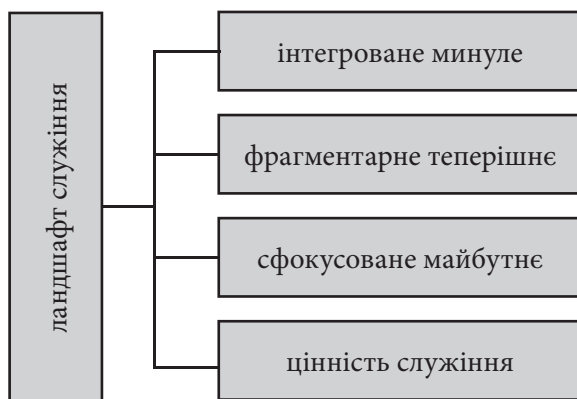 ландшафт служіння
інтегроване минуле
фрагментарне теперішнє
сфокусоване майбутнє
цінність служіння